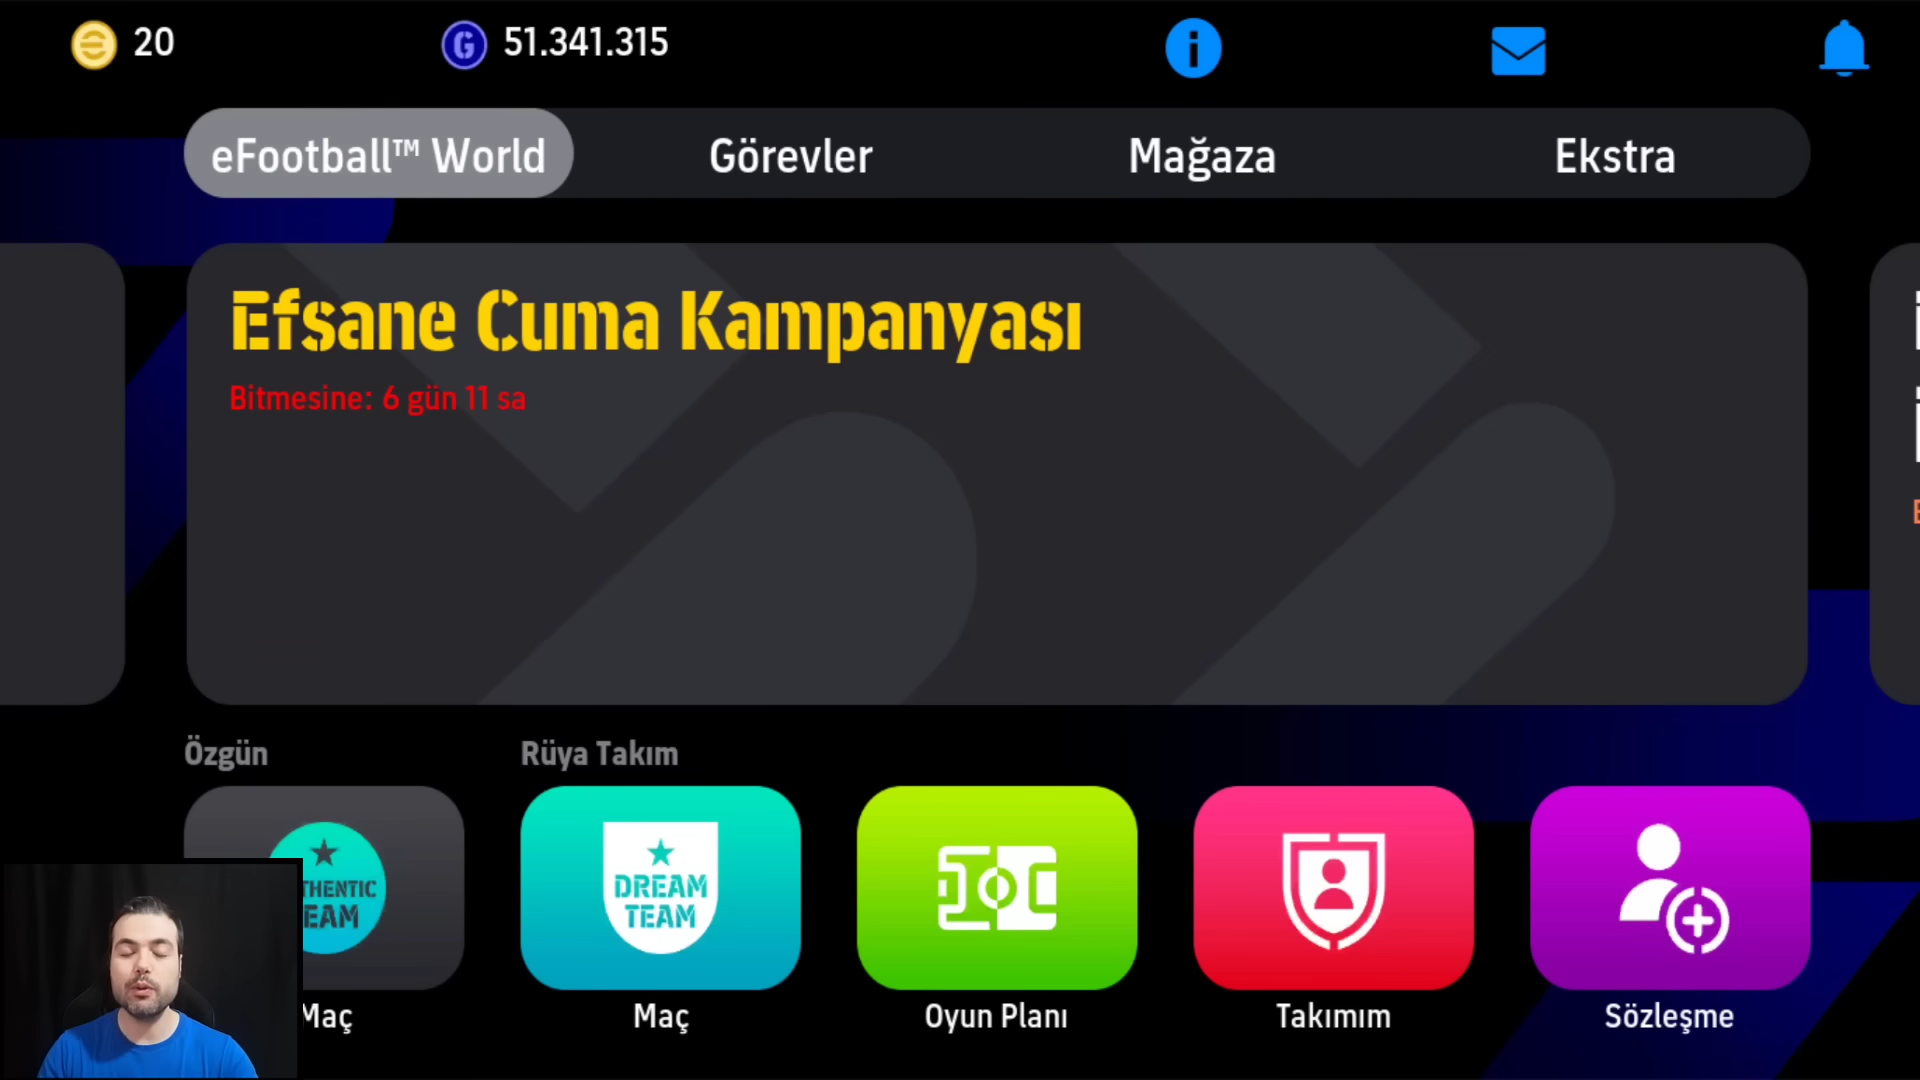 20
G 51.341.315
eFootball™ World
Görevler
Mağaza
Ekstra
Efsane Cuma Kampanyası
Bitmesine: 6 gün 11 sa
Özgün
Rüya Takım
DREAM
TEAM
Maç
Maç
Oyun Planı
Takımım
Sözleşme